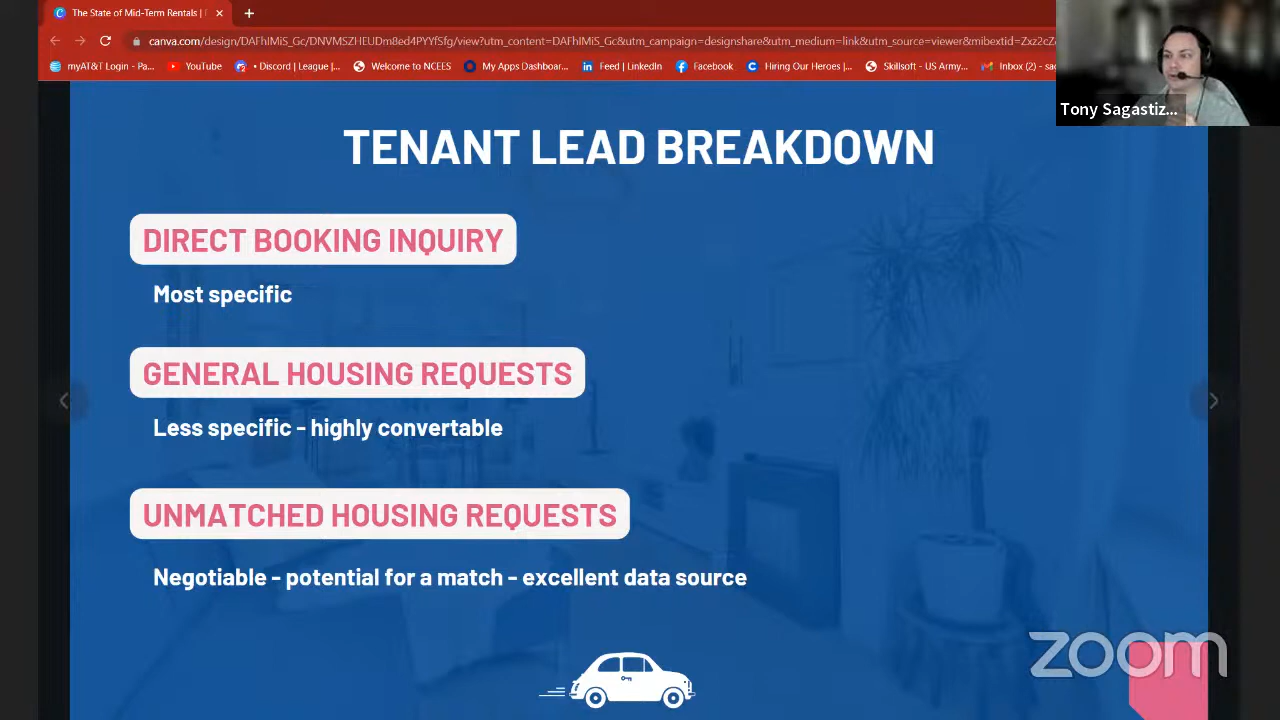 The State of Mid-Term Rentals |
canva.com/design/DAFhIMiS_Gc/DNVMSZHEUDm8ed4PYYfSfg/view?utm_content=DAFhIMiS_Gc&utm_campaign=designshare&utm_medium=link&utm_source=viewer&mibextid=Zxz2cZ
myAT&T Login - Pa... YouTube • Discord | League |... Welcome to NCEES My Apps Dashboar... Feed | LinkedIn Facebook Hiring Our Heroes |... Skillsoft - US Army... Inbox (2) - sa
Tony Sagastiz...
TENANT LEAD BREAKDOWN
DIRECT BOOKING INQUIRY
Most specific
GENERAL HOUSING REQUESTS
Less specific - highly convertable
UNMATCHED HOUSING REQUESTS
Negotiable - potential for a match - excellent data source
zoom